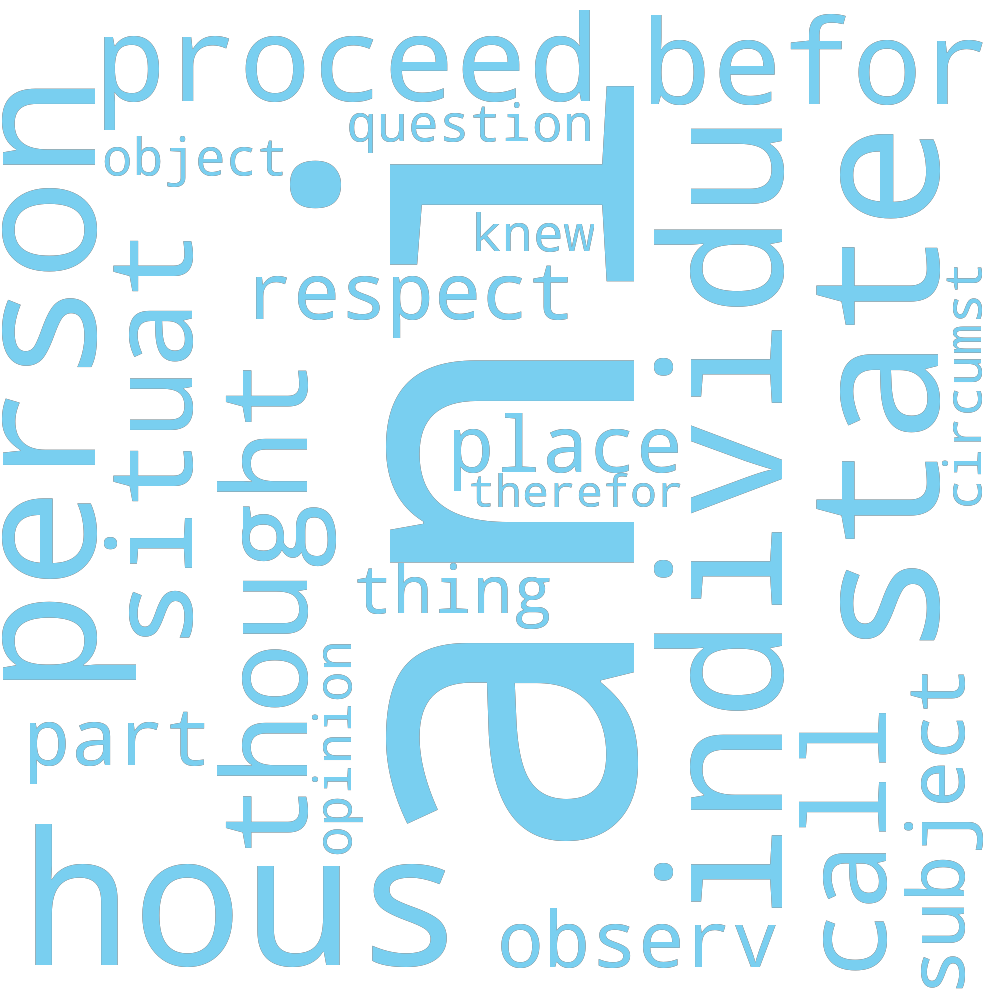 proceed
befor
question
object
person
ani
knew
respect
situat
individu
state
circumst
thought
place
therefor
thing
opinion
part
call
subject
hous
observ